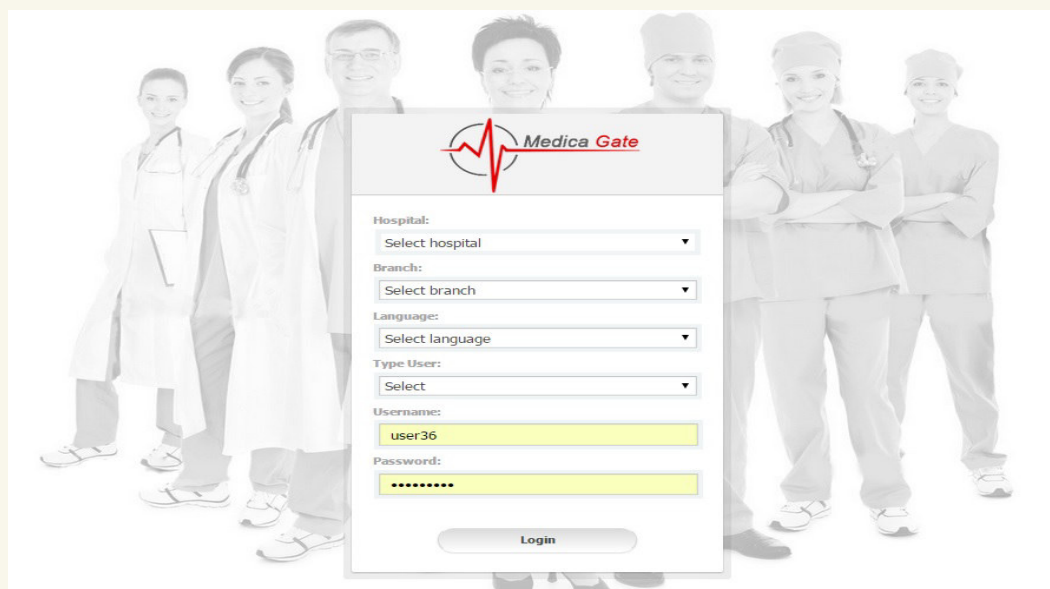 Medica Gate
Hospital:
Select hospital
Branch:
Select branch
Language:
Select language
Type User:
Select
Username:
user36
Password:
•••••••••
Login